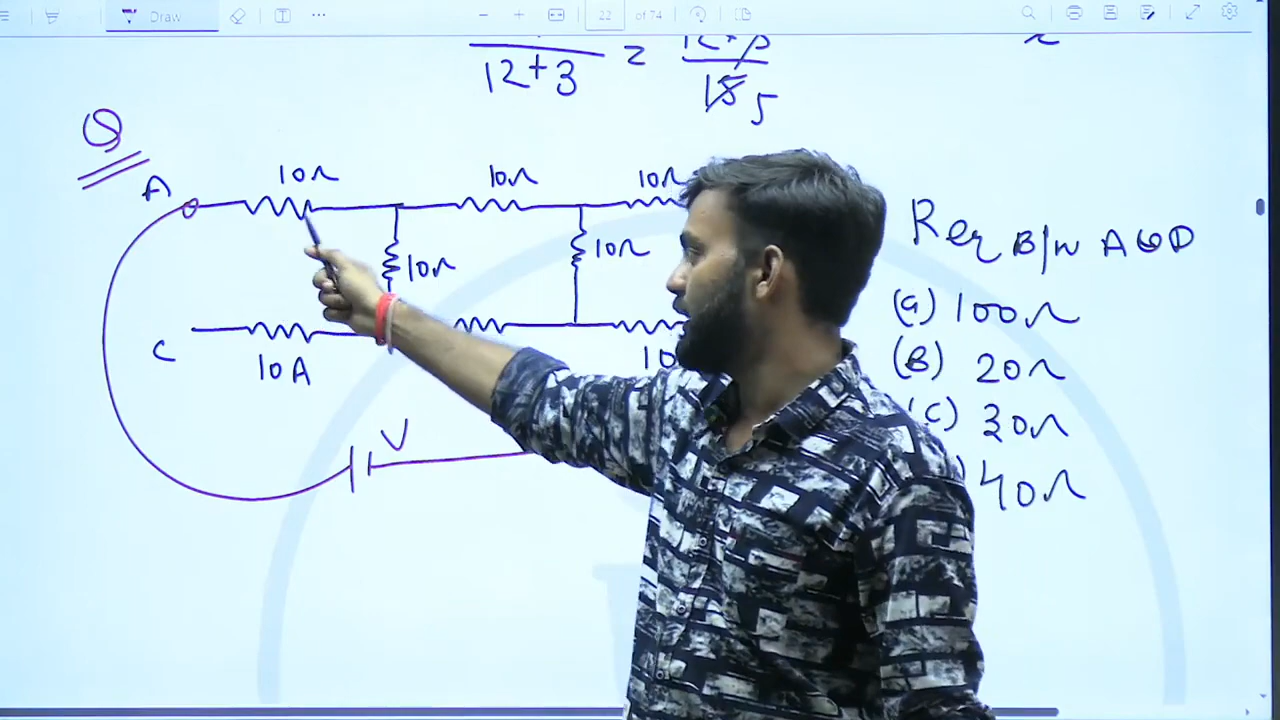 Draw
22 of 74
12+3 =
15 5
Q
A 10Ω 10Ω 10Ω
10Ω 10Ω
C 10A 10
V
Req B/w A & D
(a) 100Ω
(B) 20Ω
(C) 30Ω
) 40Ω